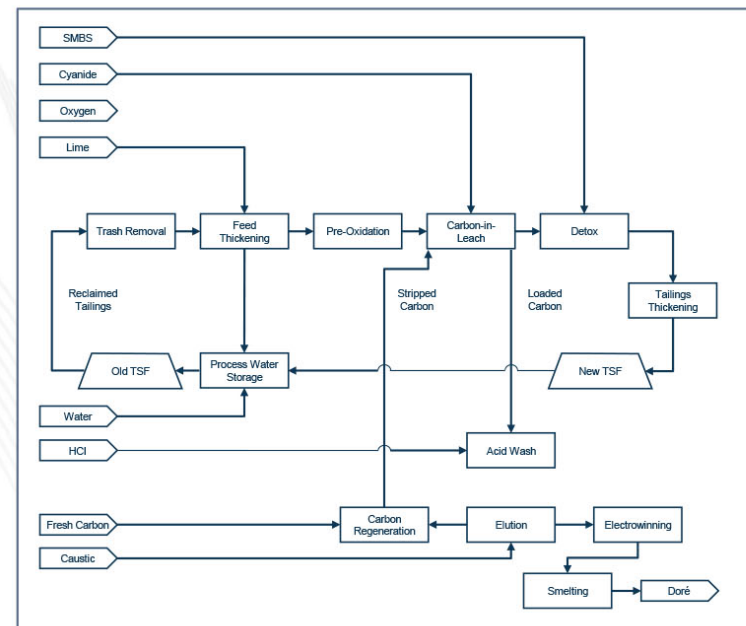 SMBS
Cyanide
Oxygen
Lime
Trash Removal
Feed
Thickening
Pre-Oxidation
Carbon-in-
Leach
Detox
Reclaimed
Tailings
Stripped
Carbon
Loaded
Carbon
Tailings
Thickening
Old TSF
Process Water
Storage
New TSF
Water
HCl
Acid Wash
Fresh Carbon
Carbon
Regeneration
Elution
Electrowinning
Caustic
Smelting
Doré